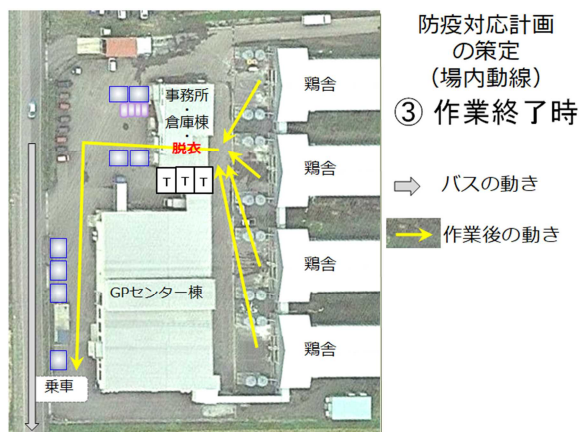 防疫対応計画
の策定
（場内動線）
③ 作業終了時
バスの動き
作業後の動き
事務所
・
倉庫棟
・
脱衣
T T T
GPセンター棟
乗車
鶏舎
鶏舎
鶏舎
鶏舎